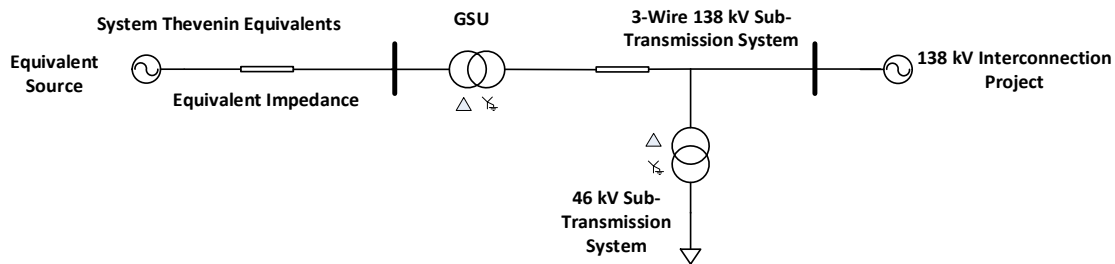 System Thevenin Equivalents
GSU
3-Wire 138 kV Sub-
Transmission System
Equivalent
Source
138 kV Interconnection
Project
Equivalent Impedance
46 kV Sub-
Transmission
System